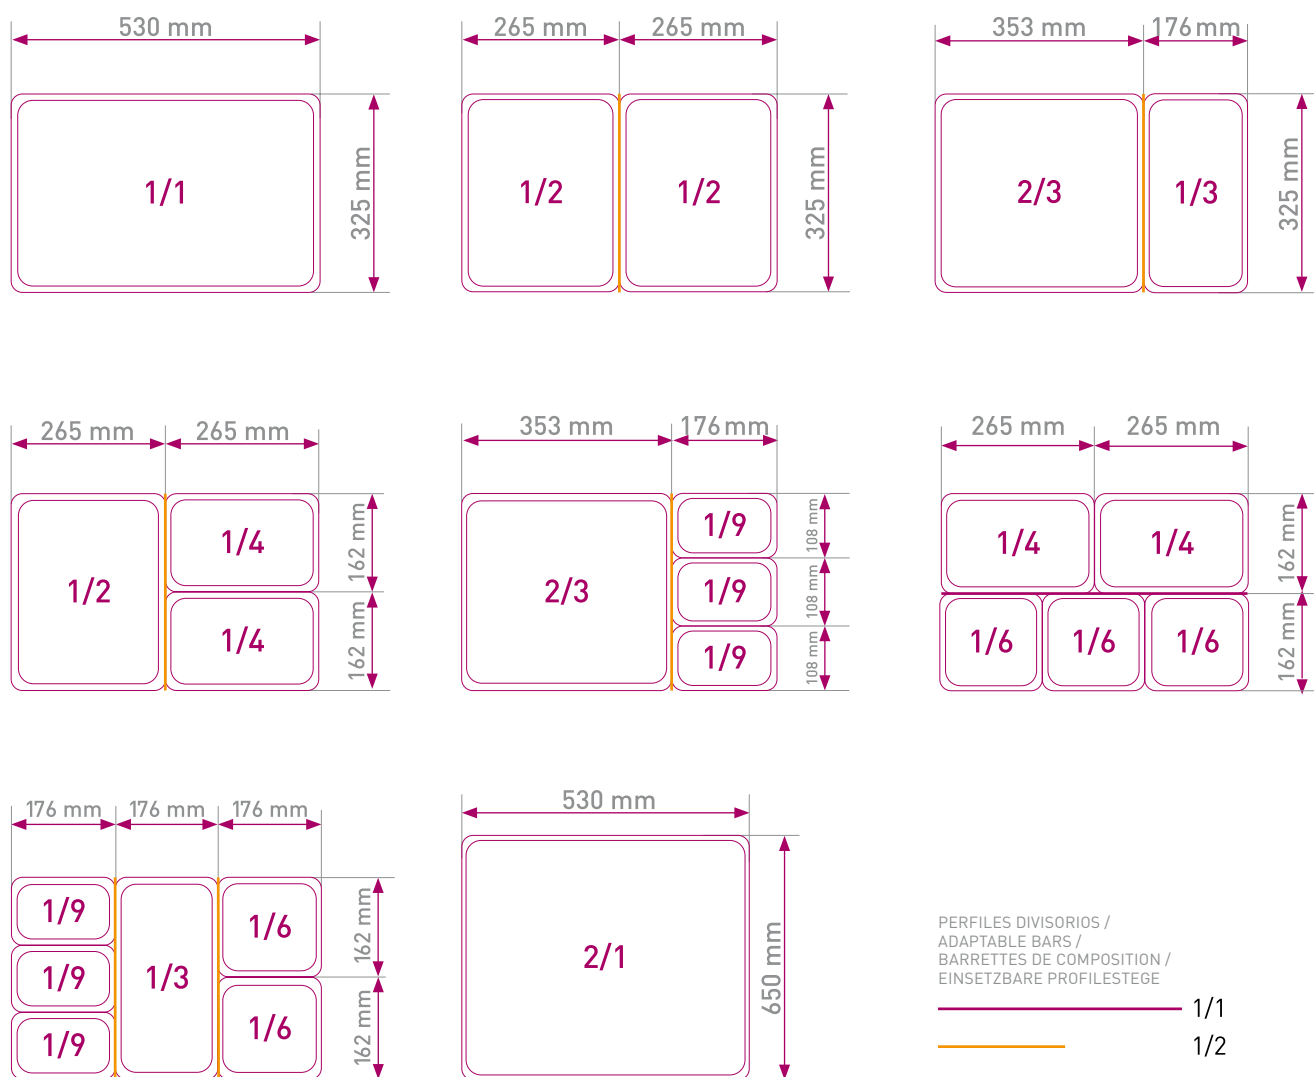 530 mm
265 mm 265 mm
353 mm 176 mm
1/1
325 mm
1/2 1/2
325 mm
2/3 1/3
325 mm
265 mm 265 mm
353 mm 176 mm
265 mm 265 mm
1/2
1/4
162 mm
1/4
162 mm
2/3
1/9
108 mm
1/9
108 mm
1/9
108 mm
1/4 1/4
162 mm
1/6 1/6 1/6
162 mm
176 mm 176 mm 176 mm
530 mm
1/9
1/9
1/9
1/3
1/6
162 mm
1/6
162 mm
2/1
650 mm
PERFILES DIVISORIOS /
ADAPTABLE BARS /
BARRETTES DE COMPOSITION /
EINSETZBARE PROFILESTEGE
1/1
1/2